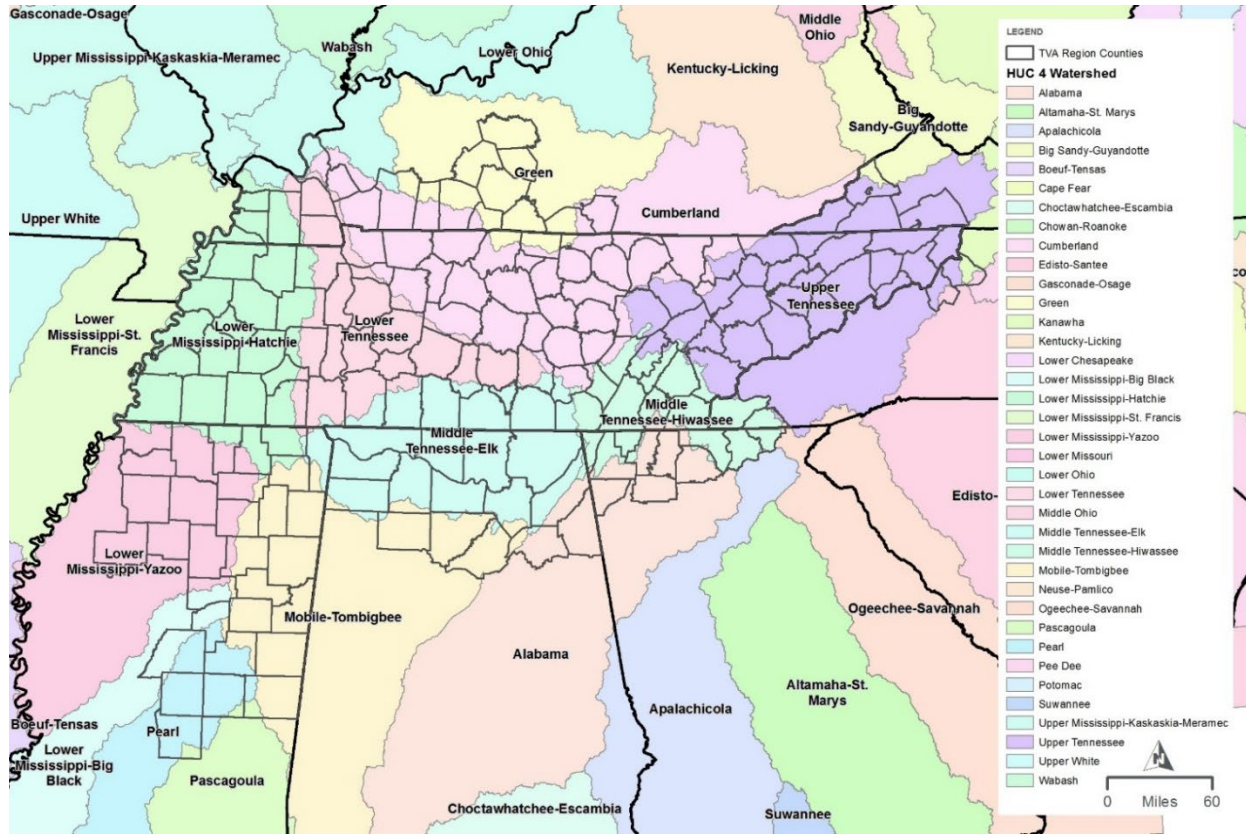 Gasconade-Osage
Upper Mississippi-Kaskaskia-Meramec
Wabash
Lower Ohio
Middle
Ohio
Kentucky-Licking
Big
Sandy-Guyandotte
Green
Upper White
Cumberland
Upper
Tennessee
Lower
Mississippi-St.
Francis
Lower
Mississippi-Hatchie
Lower
Tennessee
Middle
Tennessee-Hiwassee
Middle
Tennessee-Elk
Edisto-
Lower
Mississippi-Yazoo
Mobile-Tombigbee
Ogeechee-Savannah
Alabama
Altamaha-St.
Marys
Apalachicola
Boeuf-Tensas
Pearl
Lower
Mississippi-Big
Black
Pascagoula
Choctawhatchee-Escambia
Suwannee
co
LEGEND
TVA Region Counties
HUC 4 Watershed
Alabama
Altamaha-St. Marys
Apalachicola
Big Sandy-Guyandotte
Boeuf-Tensas
Cape Fear
Choctawhatchee-Escambia
Chowan-Roanoke
Cumberland
Edisto-Santee
Gasconade-Osage
Green
Kanawha
Kentucky-Licking
Lower Chesapeake
Lower Mississippi-Big Black
Lower Mississippi-Hatchie
Lower Mississippi-St. Francis
Lower Mississippi-Yazoo
Lower Missouri
Lower Ohio
Lower Tennessee
Middle Ohio
Middle Tennessee-Elk
Middle Tennessee-Hiwassee
Mobile-Tombigbee
Neuse-Pamlico
Ogeechee-Savannah
Pascagoula
Pearl
Pee Dee
Potomac
Suwannee
Upper Mississippi-Kaskaskia-Meramec
Upper Tennessee
Upper White
Wabash
N
0 Miles 60